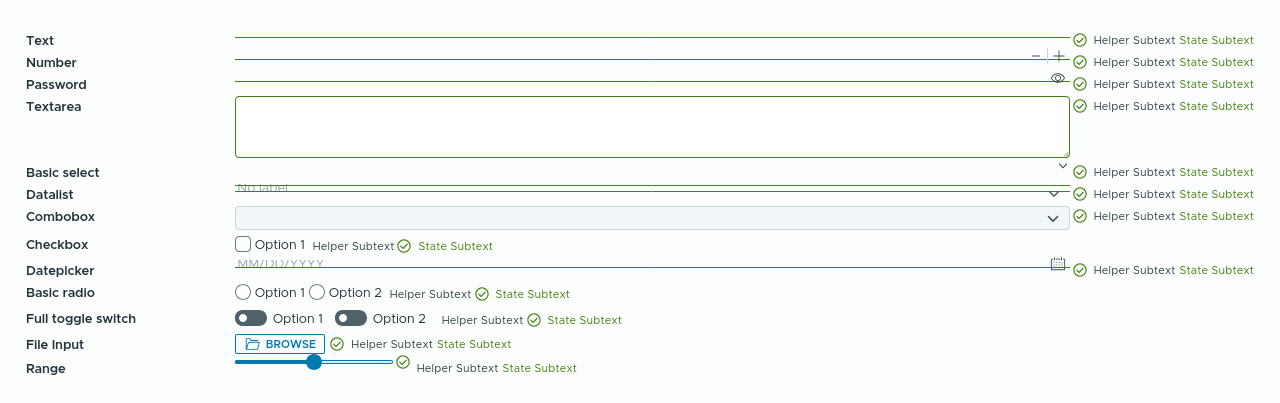 Text Helper Subtext State Subtext
Number Helper Subtext State Subtext
Password Helper Subtext State Subtext
Textarea Helper Subtext State Subtext
Basic select Helper Subtext State Subtext
Datalist No label Helper Subtext State Subtext
Combobox Helper Subtext State Subtext
Checkbox Option 1 Helper Subtext State Subtext
Datepicker MM/DD/YYYY Helper Subtext State Subtext
Basic radio Option 1 Option 2 Helper Subtext State Subtext
Full toggle switch Option 1 Option 2 Helper Subtext State Subtext
File Input BROWSE Helper Subtext State Subtext
Range Helper Subtext State Subtext